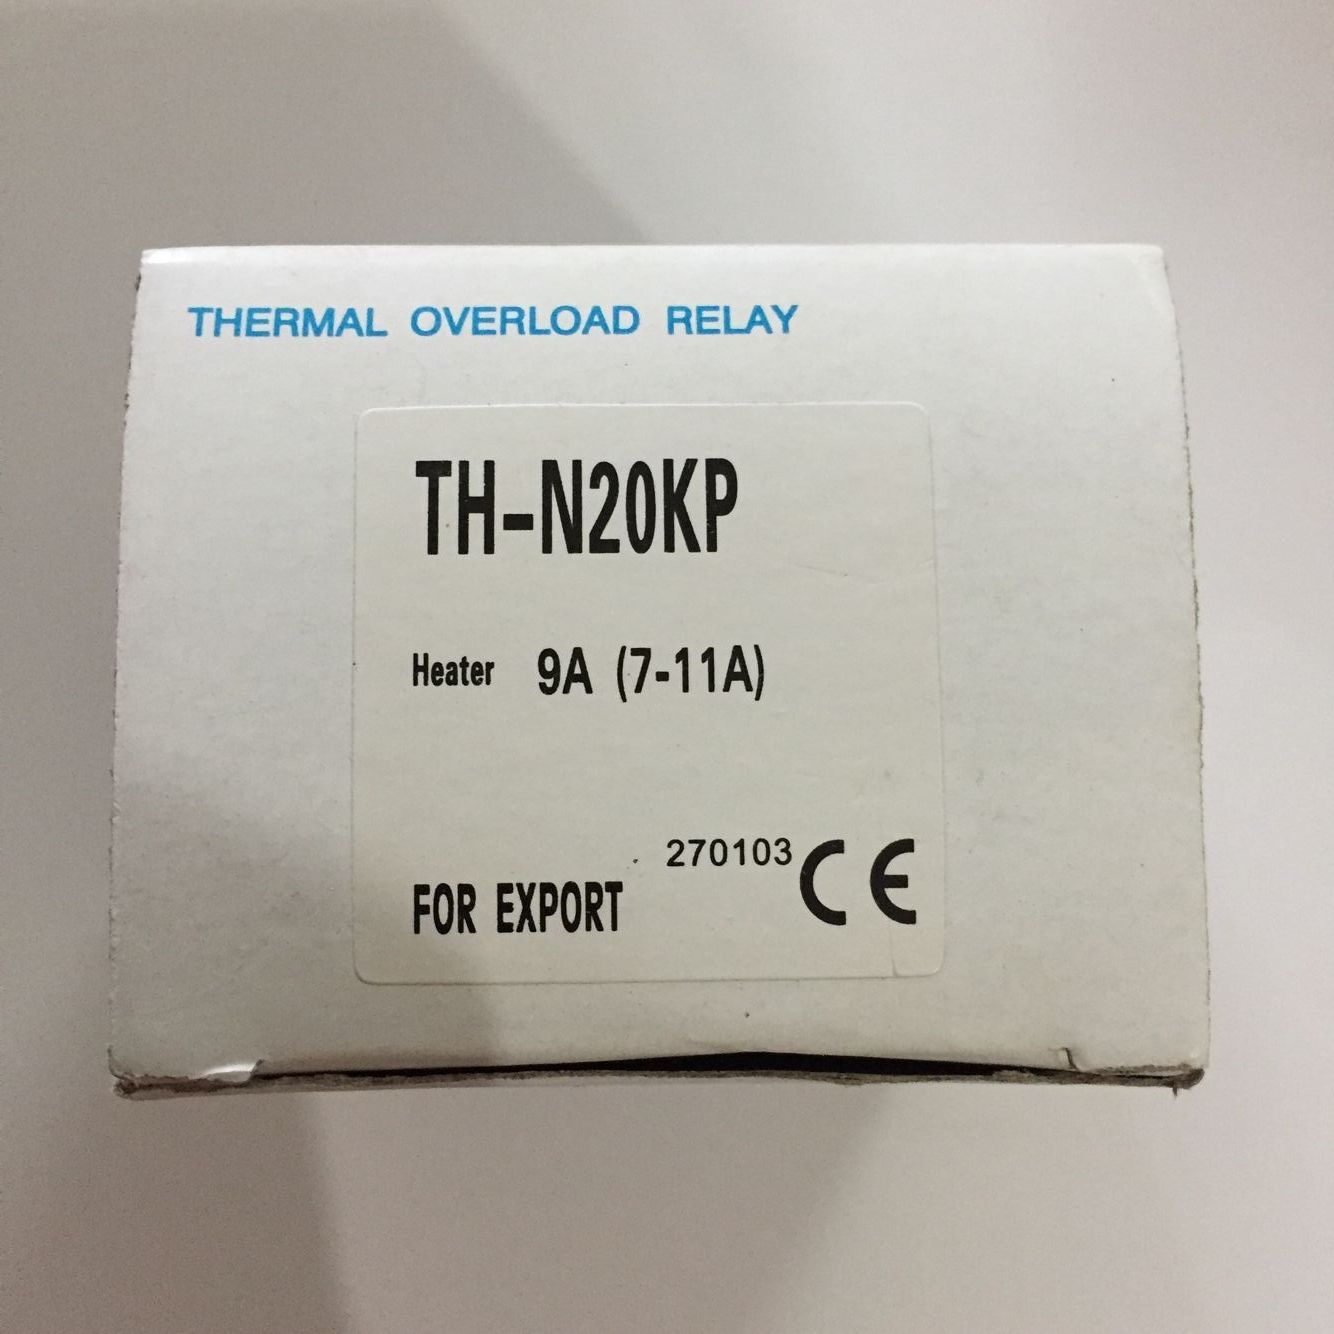 THERMAL OVERLOAD RELAY
TH-N20KP
Heater 9A (7-11A)
270103 CE
FOR EXPORT